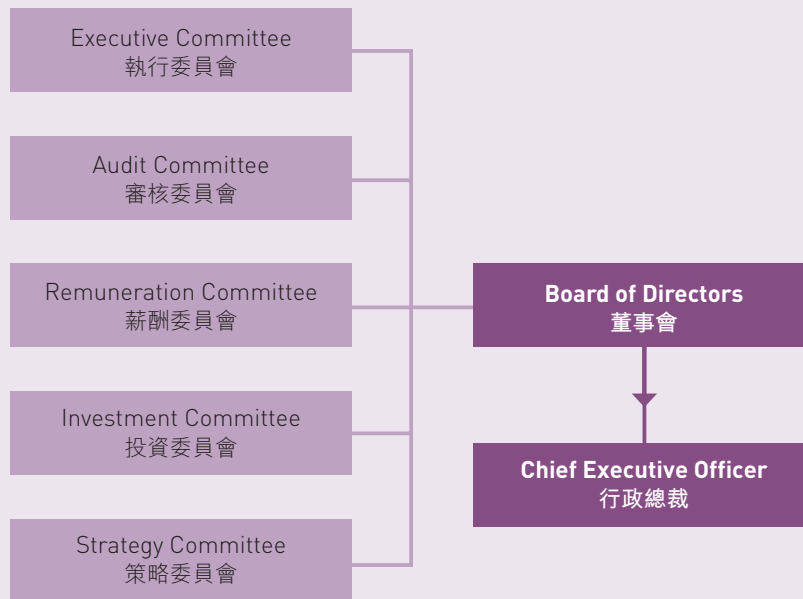 Executive Committee
執行委員會
Audit Committee
審核委員會
Remuneration Committee
薪酬委員會
Investment Committee
投資委員會
Strategy Committee
策略委員會
Board of Directors
董事會
Chief Executive Officer
行政總裁